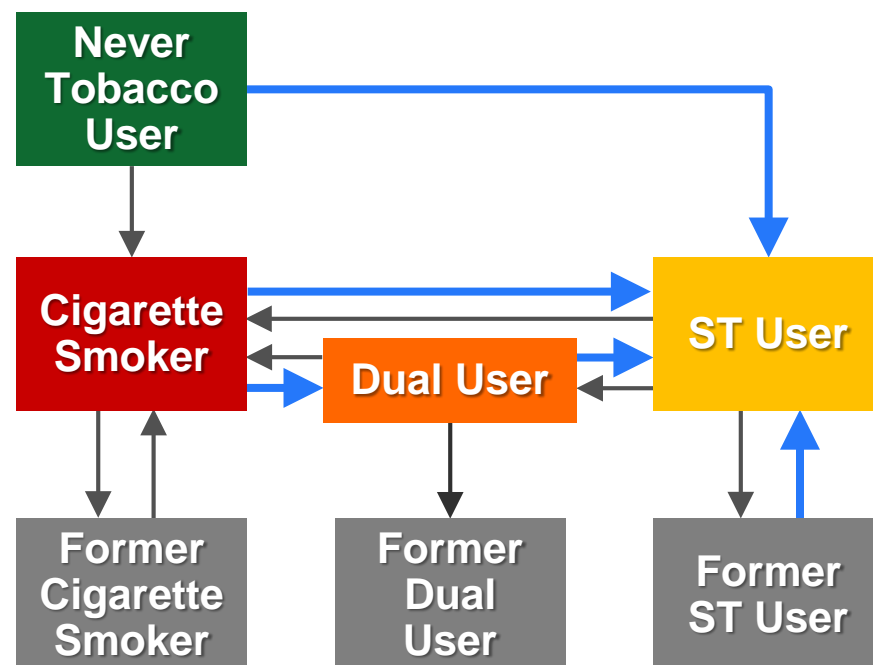 Never
Tobacco
User
Cigarette
Smoker
ST User
Dual User
Former
Cigarette
Smoker
Former
Dual
User
Former
ST User